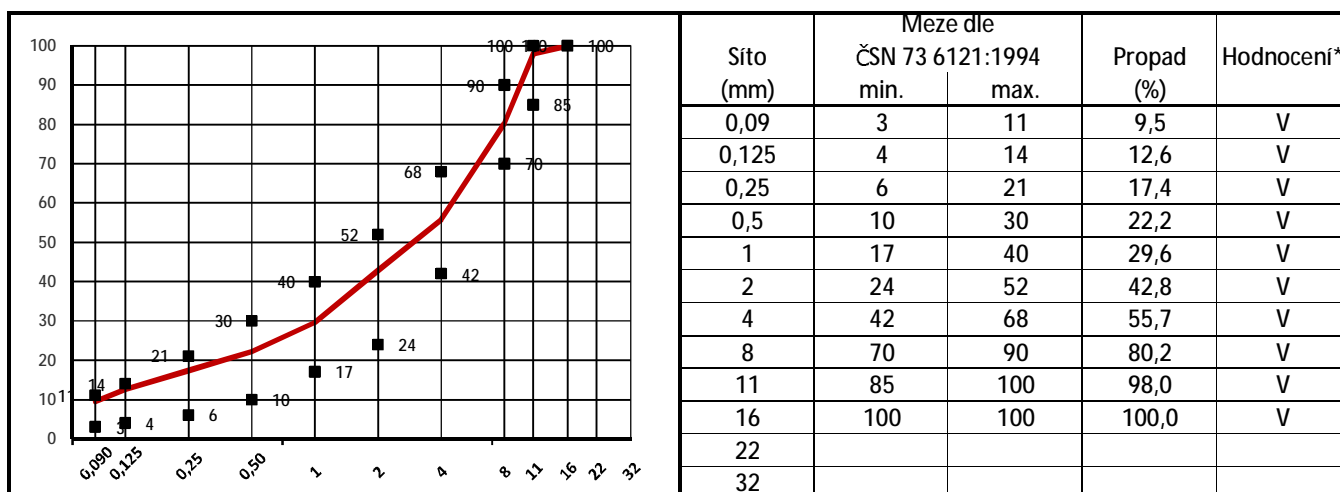 100
90
80
70
60
50
40
30
20
10
0
100 100 100
90
85
70
68
52
42
40
30
24
21
17
14
11
10
6
4
3
0,090 0,125 0,25 0,50 1 2 4 8 11 16 22 32
Meze dle
Síto ČSN 73 6121:1994 Propad Hodnocení*
(mm) min. max. (%)
0,09 3 11 9,5 V
0,125 4 14 12,6 V
0,25 6 21 17,4 V
0,5 10 30 22,2 V
1 17 40 29,6 V
2 24 52 42,8 V
4 42 68 55,7 V
8 70 90 80,2 V
11 85 100 98,0 V
16 100 100 100,0 V
22
32